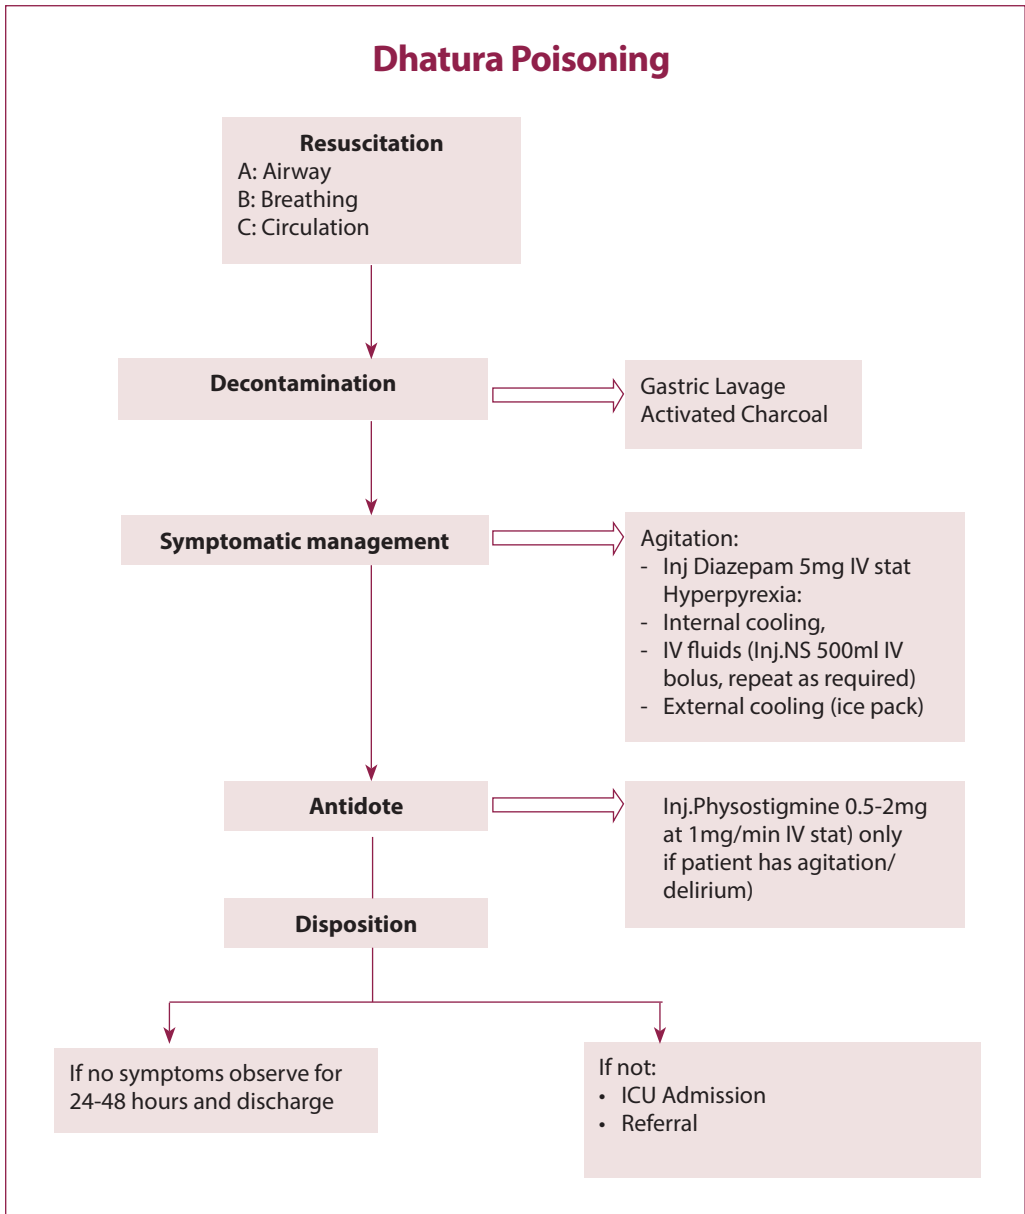 Dhatura Poisoning
Resuscitation
A: Airway
B: Breathing
C: Circulation
Decontamination
Gastric Lavage
Activated Charcoal
Symptomatic management
Agitation:
- Inj Diazepam 5mg IV stat
Hyperpyrexia:
- Internal cooling,
- IV fluids (Inj.NS 500ml IV
bolus, repeat as required)
- External cooling (ice pack)
Antidote
Inj.Physostigmine 0.5-2mg
at 1mg/min IV stat) only
if patient has agitation/
delirium)
Disposition
If no symptoms observe for
24-48 hours and discharge
If not:
• ICU Admission
• Referral